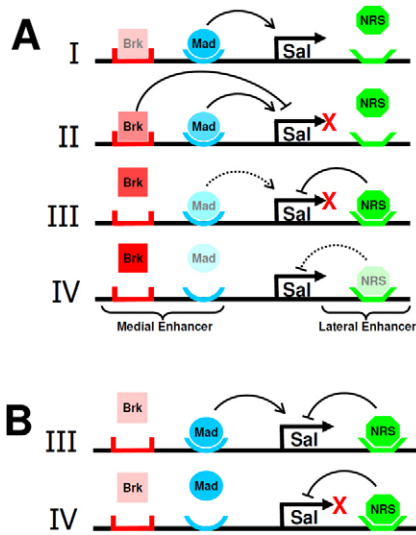 A
I Brk Mad Sal NRS
II Brk Mad Sal X NRS
III Brk Mad Sal X NRS
IV Brk Mad Sal NRS
Medial Enhancer Lateral Enhancer
B
III Brk Mad Sal NRS
IV Brk Mad Sal X NRS